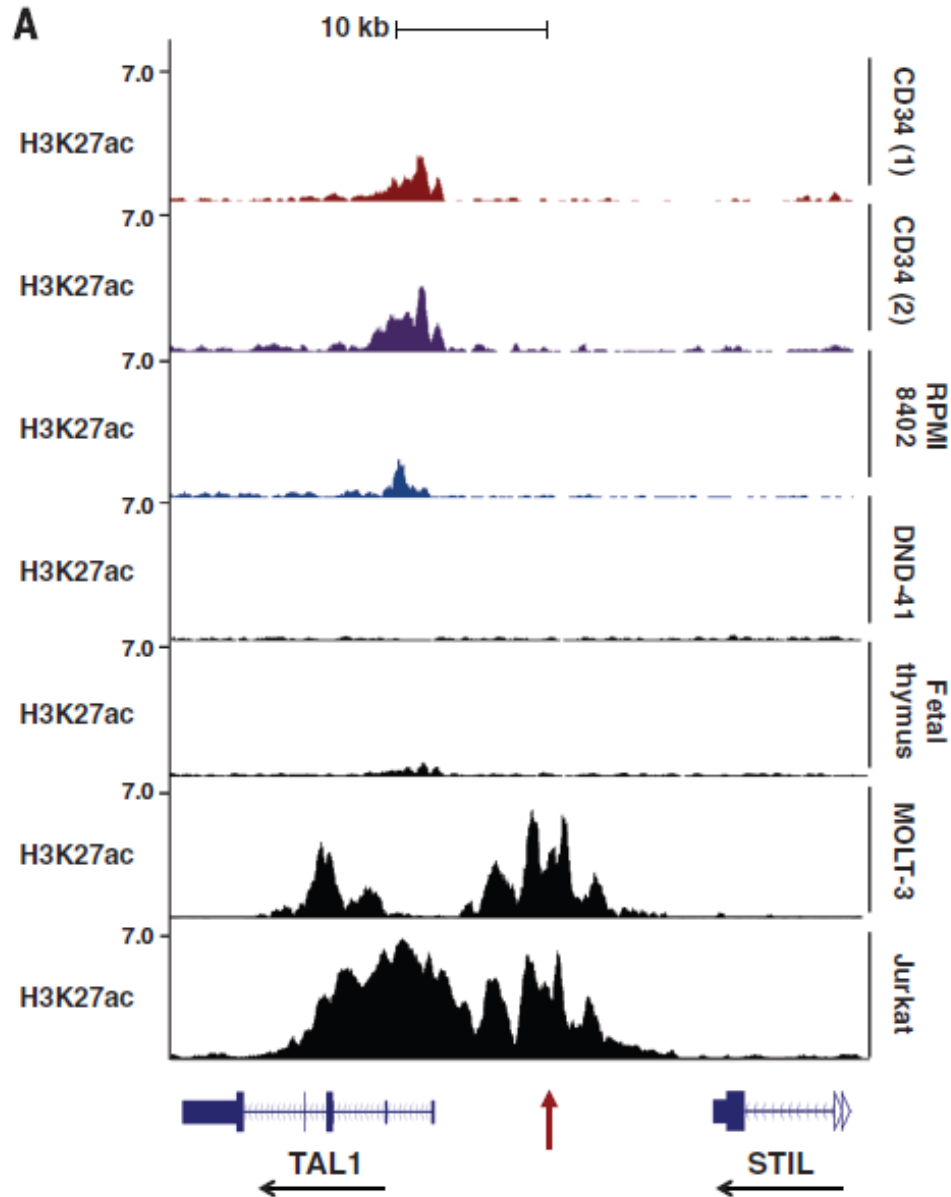 A
10 kb
7.0
H3K27ac
CD34 (1)
7.0
H3K27ac
CD34 (2)
7.0
H3K27ac
RPMI
8402
7.0
H3K27ac
DND-41
7.0
H3K27ac
Fetal
thymus
7.0
H3K27ac
MOLT-3
7.0
H3K27ac
Jurkat
TAL1
STIL